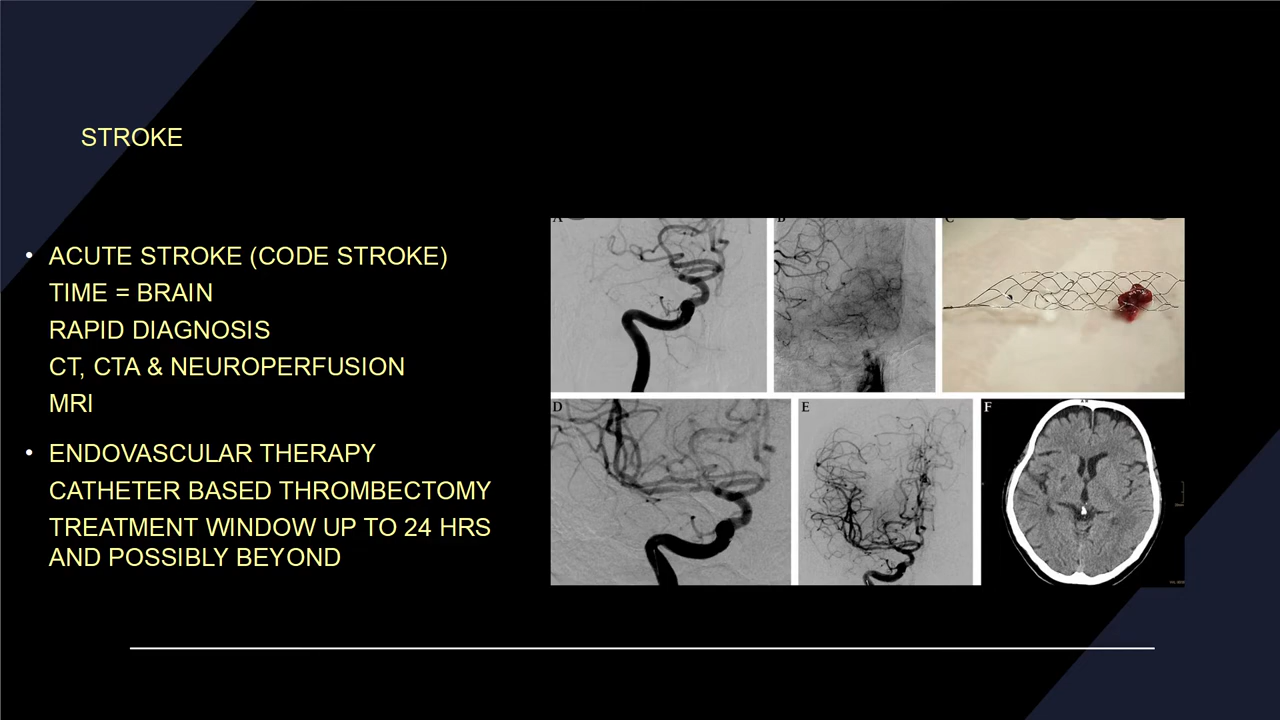 STROKE
• ACUTE STROKE (CODE STROKE)
TIME = BRAIN
RAPID DIAGNOSIS
CT, CTA & NEUROPERFUSION
MRI
• ENDOVASCULAR THERAPY
CATHETER BASED THROMBECTOMY
TREATMENT WINDOW UP TO 24 HRS
AND POSSIBLY BEYOND
A B C
D E F